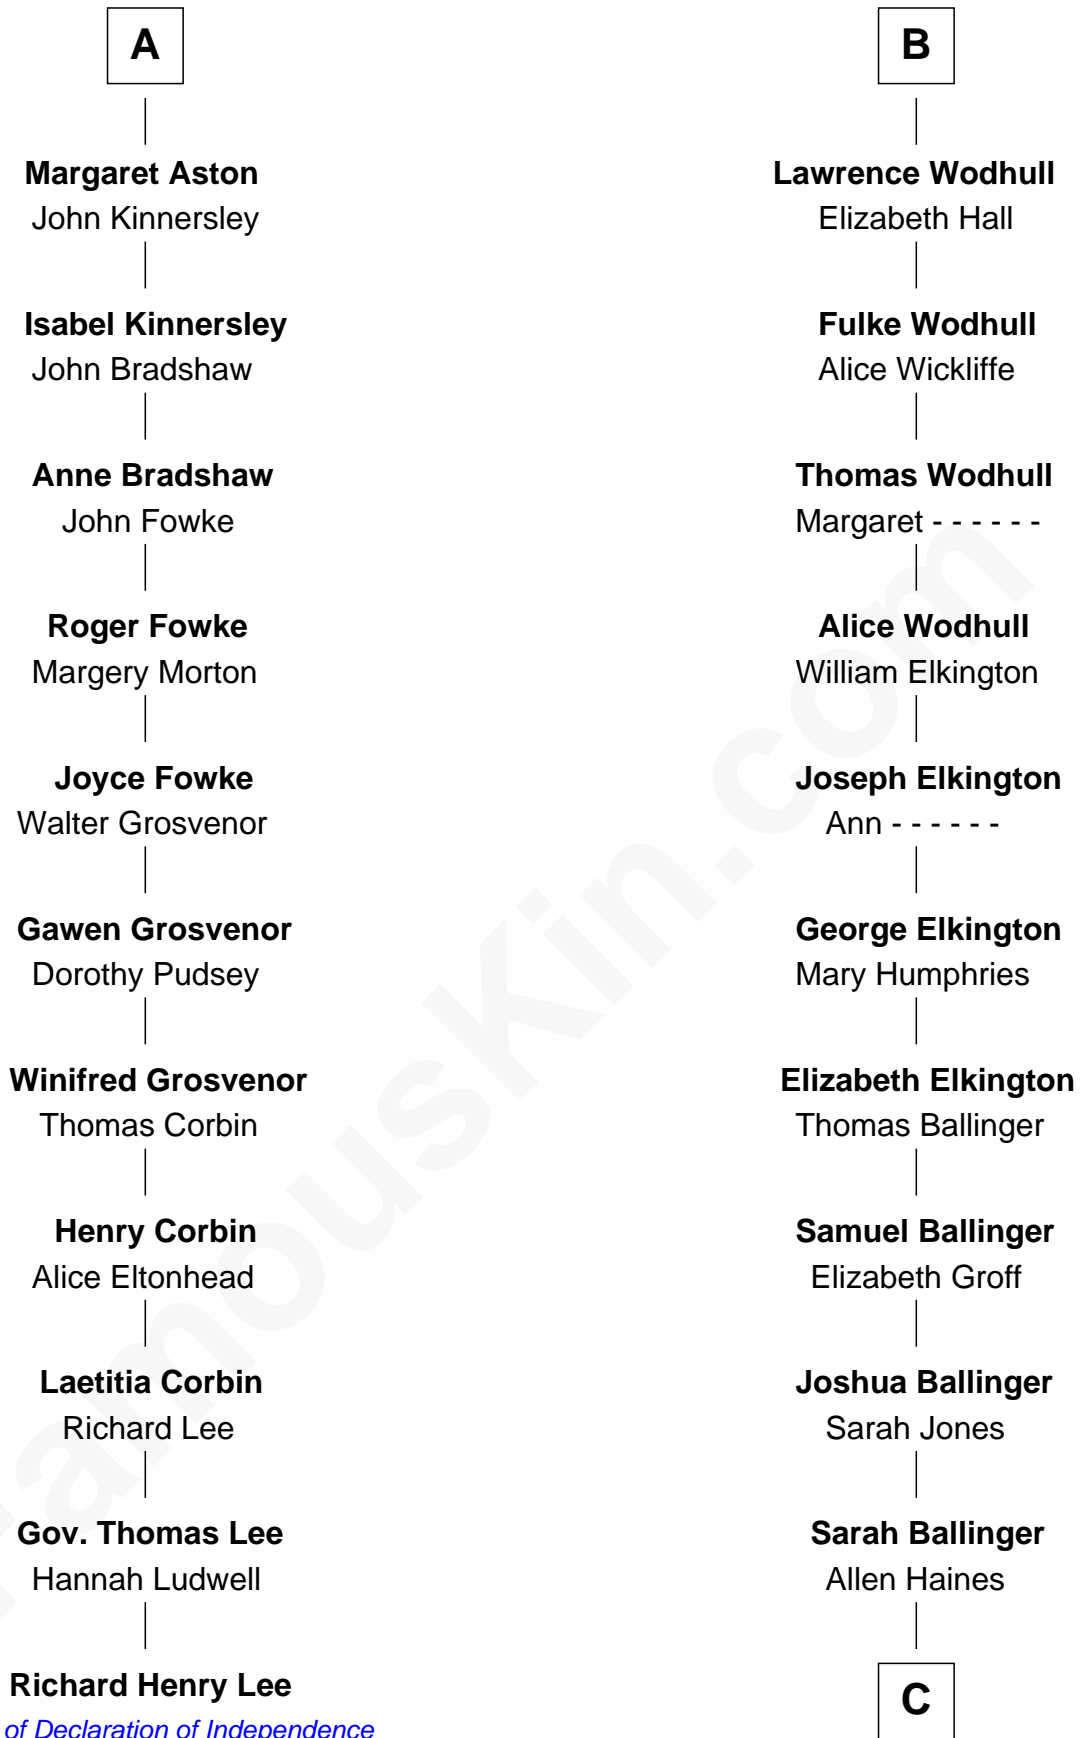 A
Margaret Aston
John Kinnersley
Isabel Kinnersley
John Bradshaw
Anne Bradshaw
John Fowke
Roger Fowke
Margery Morton
Joyce Fowke
Walter Grosvenor
Gawen Grosvenor
Dorothy Pudsey
Winifred Grosvenor
Thomas Corbin
Henry Corbin
Alice Eltonhead
Laetitia Corbin
Richard Lee
Gov. Thomas Lee
Hannah Ludwell
Richard Henry Lee
of Declaration of Independence
B
Lawrence Wodhull
Elizabeth Hall
Fulke Wodhull
Alice Wickliffe
Thomas Wodhull
Margaret - - - - - -
Alice Wodhull
William Elkington
Joseph Elkington
Ann - - - - - -
George Elkington
Mary Humphries
Elizabeth Elkington
Thomas Ballinger
Samuel Ballinger
Elizabeth Groff
Joshua Ballinger
Sarah Jones
Sarah Ballinger
Allen Haines
C
FamousKin.com